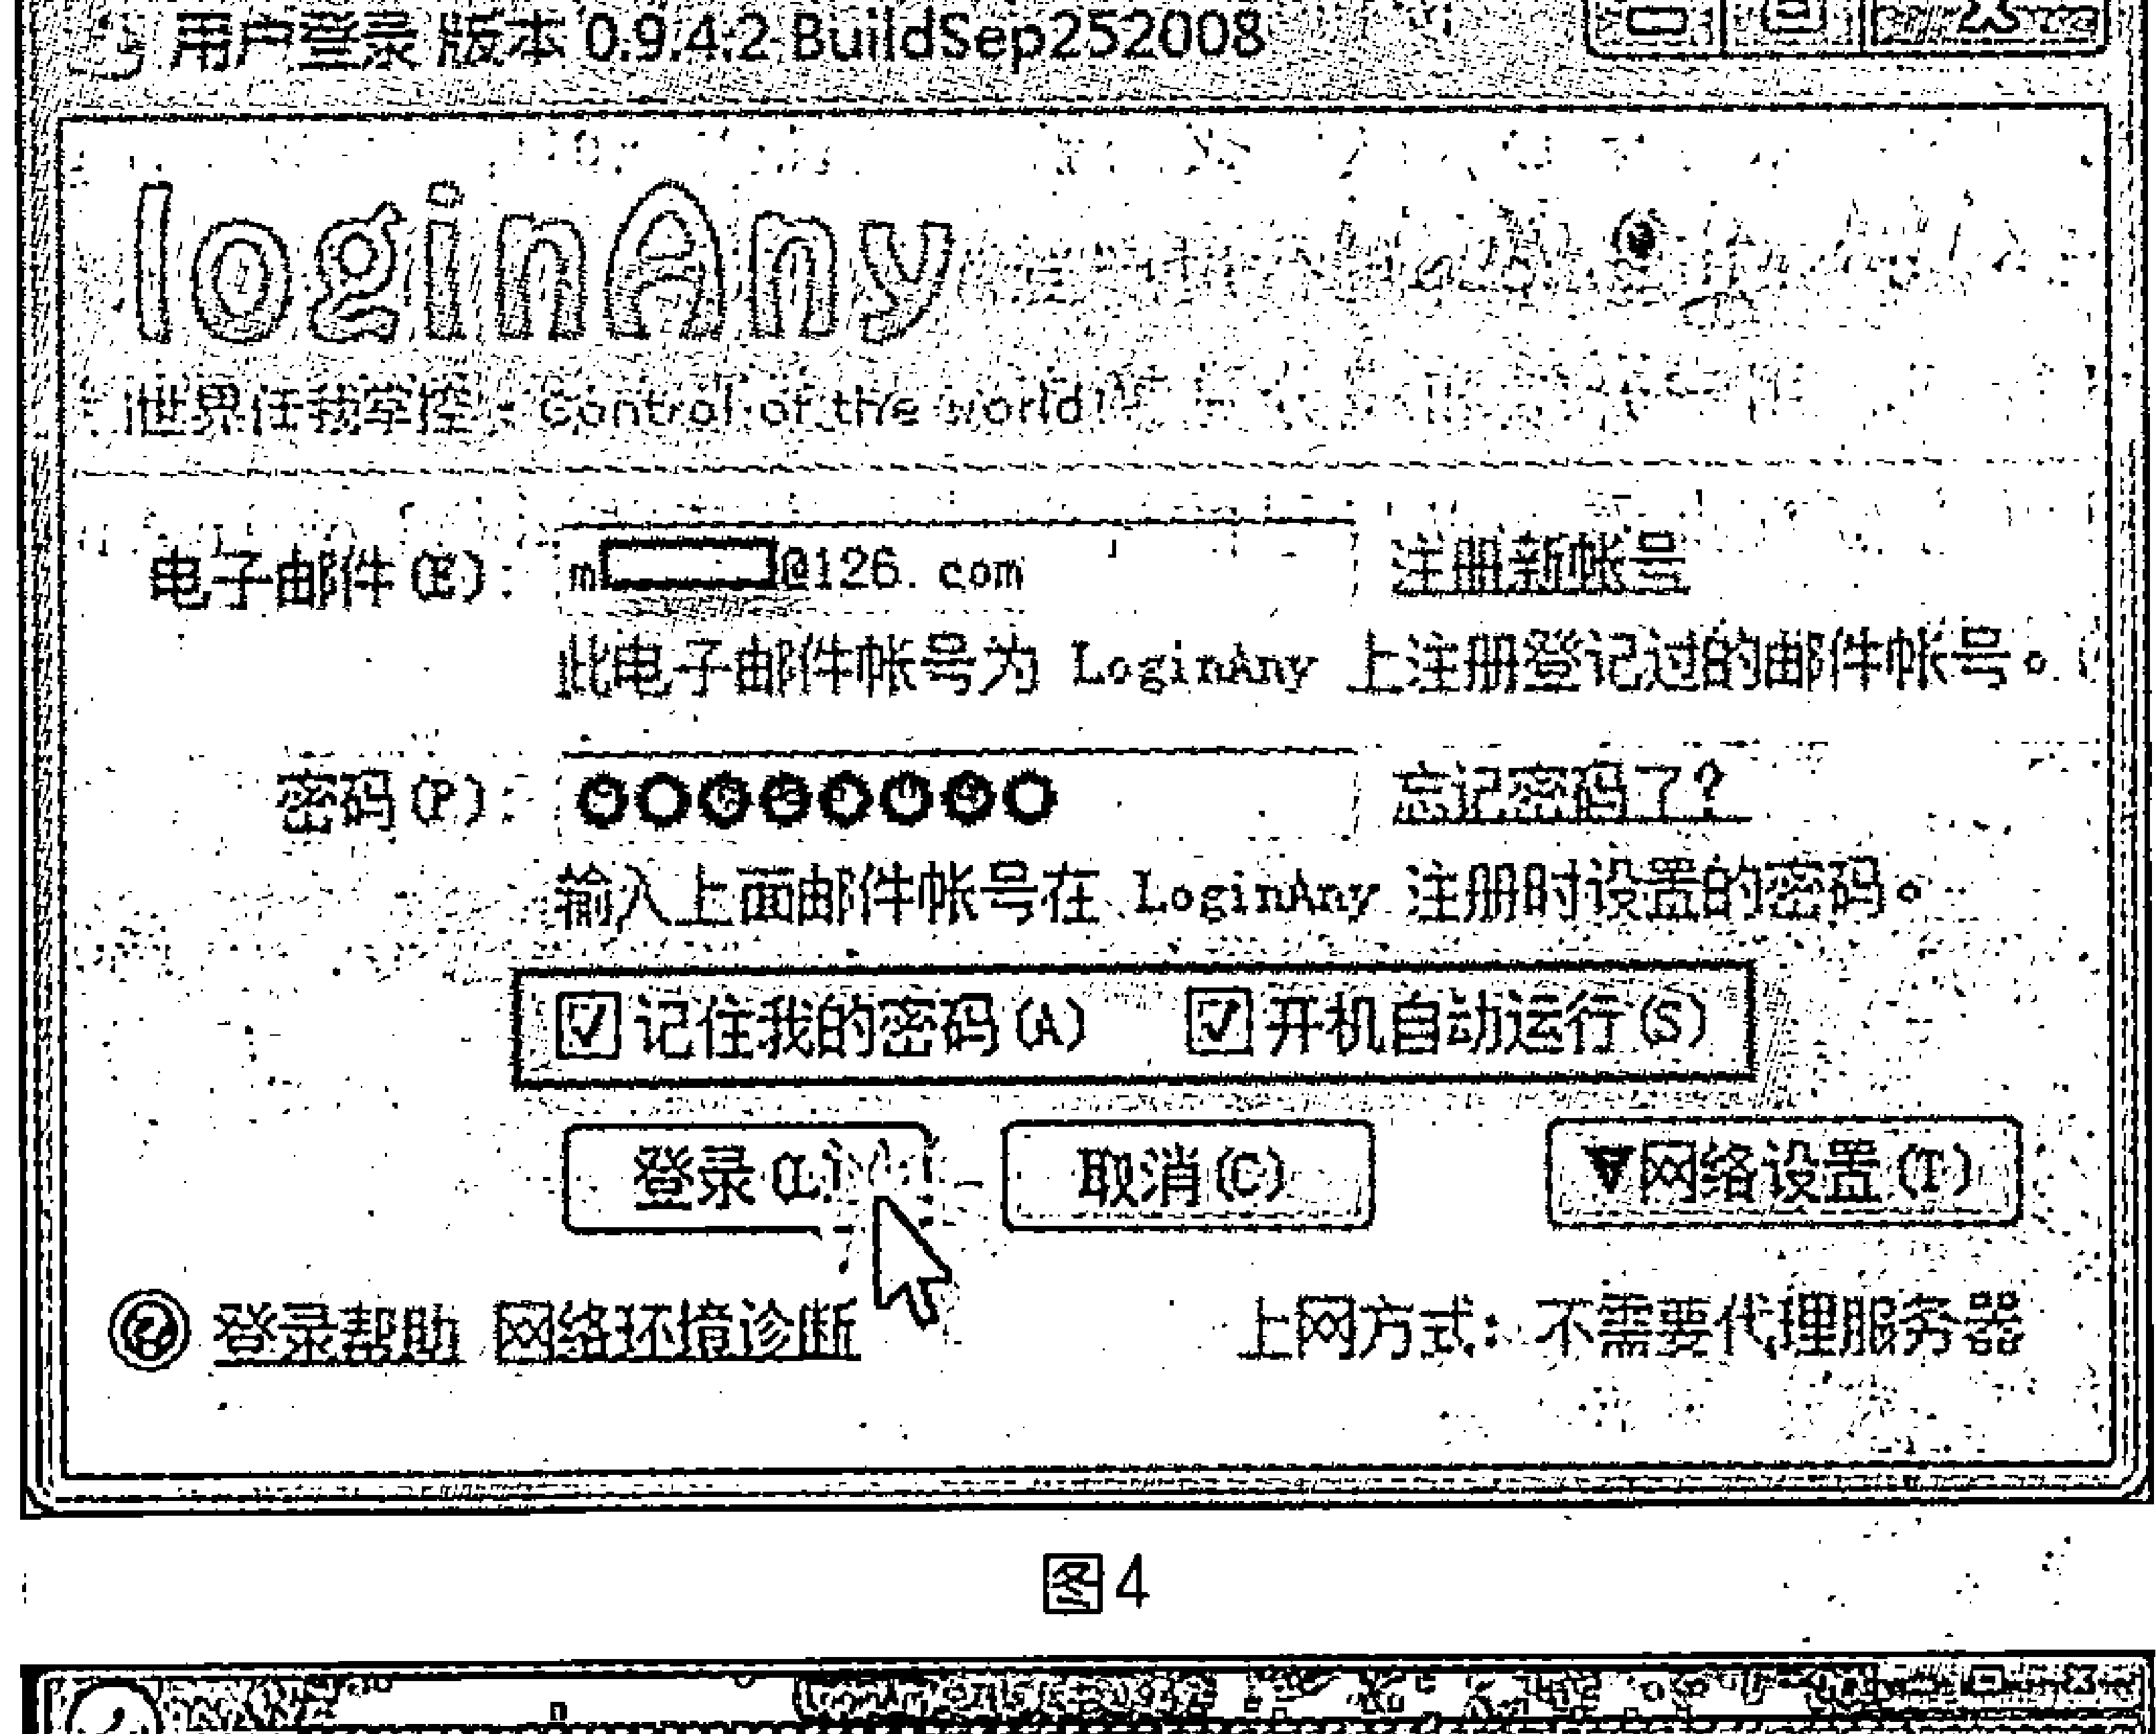 用户登录 版本 0.9.4.2 BuildSep252008
loginAny
世界任我掌控 · Control of the world!
电子邮件(E): m @126.com 注册新帐号
此电子邮件帐号为 LoginAny 上注册登记过的邮件帐号。
密码(P): 忘记密码了?
输入上面邮件帐号在 LoginAny 注册时设置的密码。
记住我的密码(A) 开机自动运行(S)
登录(L) 取消(C) ▼网络设置(T)
登录帮助 网络环境诊断 上网方式: 不需要代理服务器
图4